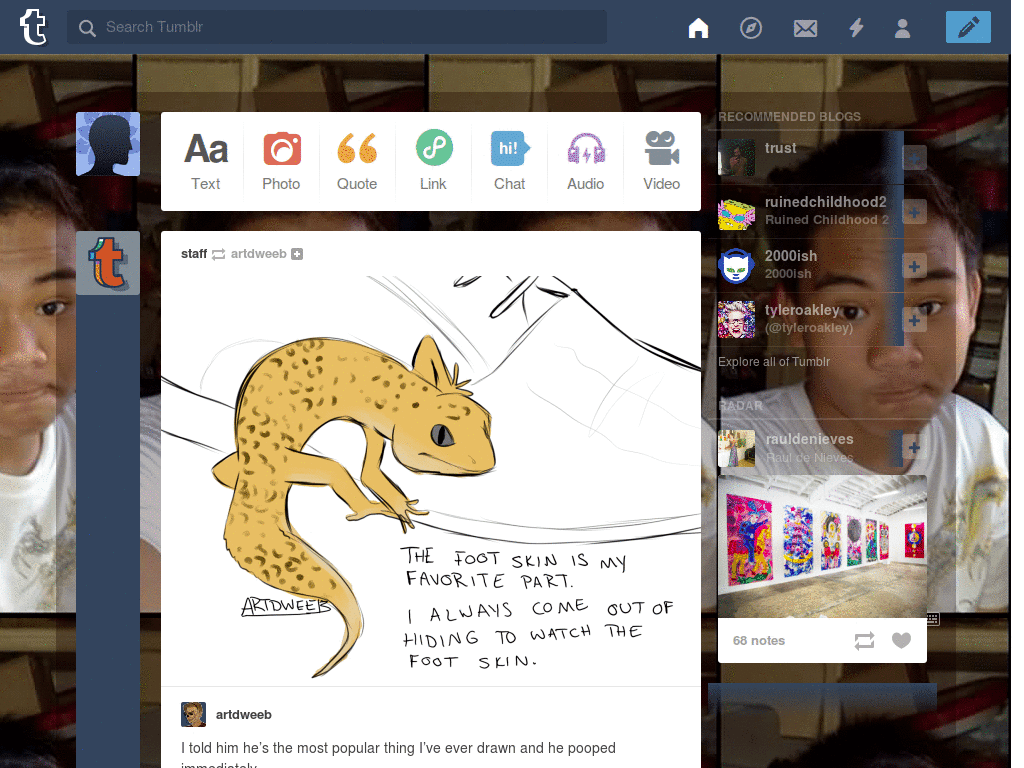 Search Tumblr
Aa
Text
Photo
Quote
Link
hi!
Chat
Audio
Video
staff artdweeb
THE FOOT SKIN IS MY
FAVORITE PART.
I ALWAYS COME OUT OF
HIDING TO WATCH THE
FOOT SKIN.
ARTDWEEB
artdweeb
I told him he's the most popular thing I've ever drawn and he pooped
immediately
RECOMMENDED BLOGS
trust
ruinedchildhood2
Ruined Childhood 2
2000ish
2000ish
tyleroakley
(@tyleroakley)
Explore all of Tumblr
RADAR
rauldenieves
Raul de Nieves
68 notes